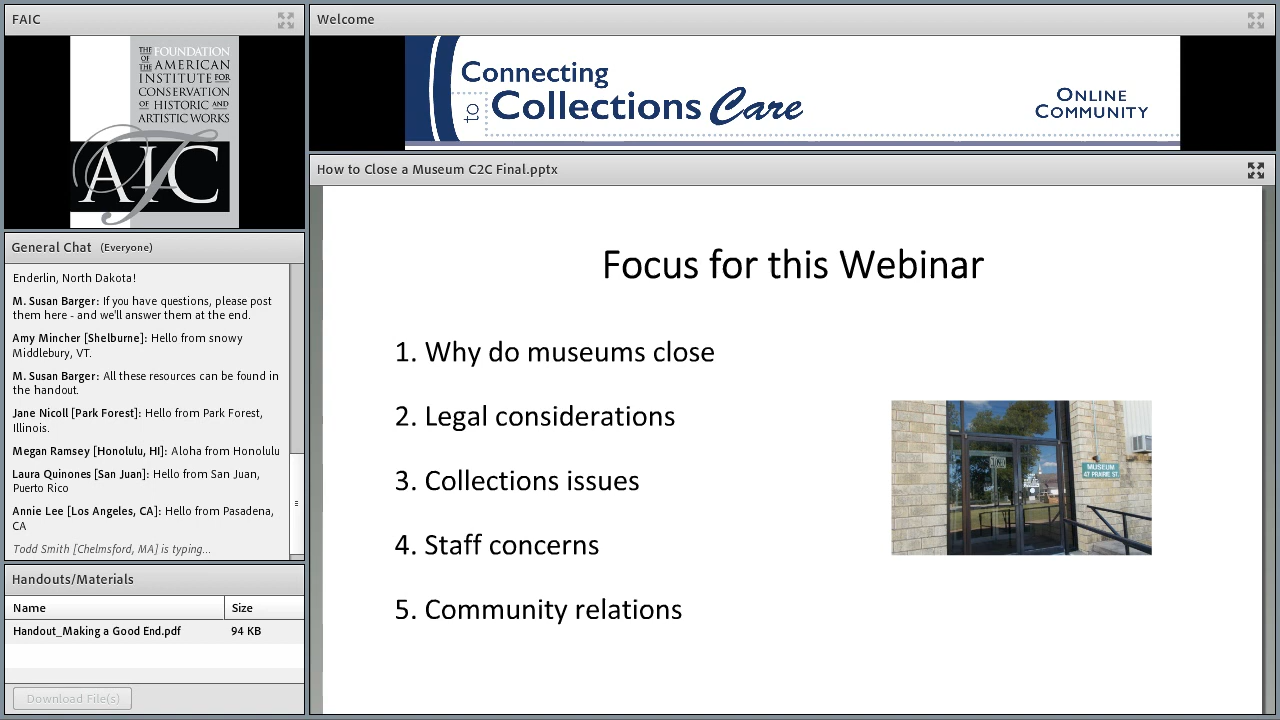 FAIC
THE FOUNDATION
OF THE AMERICAN
INSTITUTE FOR
CONSERVATION
OF HISTORIC AND
ARTISTIC WORKS
AIC
General Chat (Everyone)
Enderlin, North Dakota!
M. Susan Barger: If you have questions, please post
them here - and we'll answer them at the end.
Amy Mincher [Shelburne]: Hello from snowy
Middlebury, VT.
M. Susan Barger: All these resources can be found in
the handout.
Jane Nicoll [Park Forest]: Hello from Park Forest,
Illinois.
Megan Ramsey [Honolulu, HI]: Aloha from Honolulu
Laura Quinones [San Juan]: Hello from San Juan,
Puerto Rico
Annie Lee [Los Angeles, CA]: Hello from Pasadena,
CA
Todd Smith [Chelmsford, MA] is typing...
Handouts/Materials
Name Size
Handout_Making a Good End.pdf 94 KB
Download File(s)
Welcome
Connecting
to Collections Care
ONLINE
COMMUNITY
How to Close a Museum C2C Final.pptx
Focus for this Webinar
1. Why do museums close
2. Legal considerations
3. Collections issues
4. Staff concerns
5. Community relations
MUSEUM
AT PRAIRIE ST.